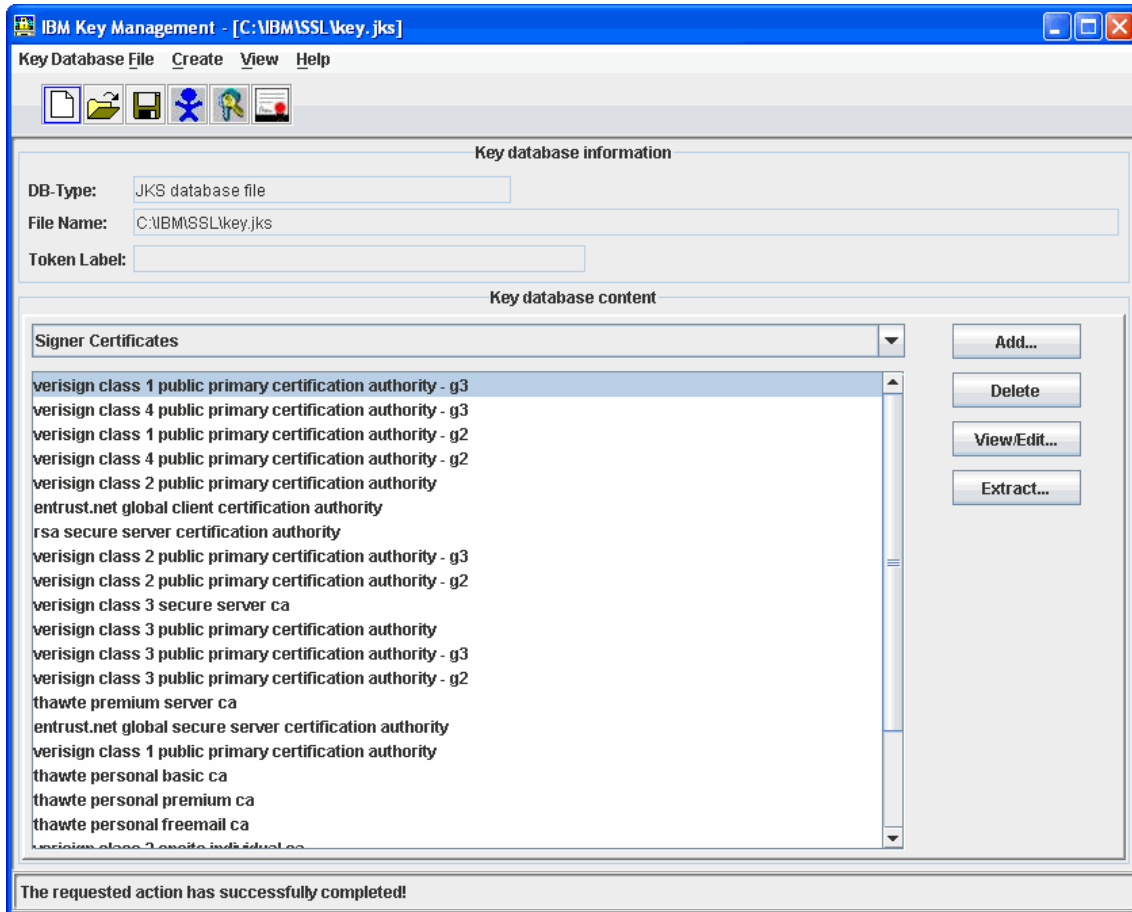 IBM Key Management - [C:\IBM\SSL\key.jks]
Key Database File Create View Help
Key database information
DB-Type: JKS database file
File Name: C:\IBM\SSL\key.jks
Token Label:
Key database content
Signer Certificates
Add...
verisign class 1 public primary certification authority - g3
Delete
verisign class 4 public primary certification authority - g3
verisign class 1 public primary certification authority - g2
View/Edit...
verisign class 4 public primary certification authority - g2
verisign class 2 public primary certification authority
Extract...
entrust.net global client certification authority
rsa secure server certification authority
verisign class 2 public primary certification authority - g3
verisign class 2 public primary certification authority - g2
verisign class 3 secure server ca
verisign class 3 public primary certification authority
verisign class 3 public primary certification authority - g3
verisign class 3 public primary certification authority - g2
thawte premium server ca
entrust.net global secure server certification authority
verisign class 1 public primary certification authority
thawte personal basic ca
thawte personal premium ca
thawte personal freemail ca
verisign class 2 onsite individual ca
The requested action has successfully completed!